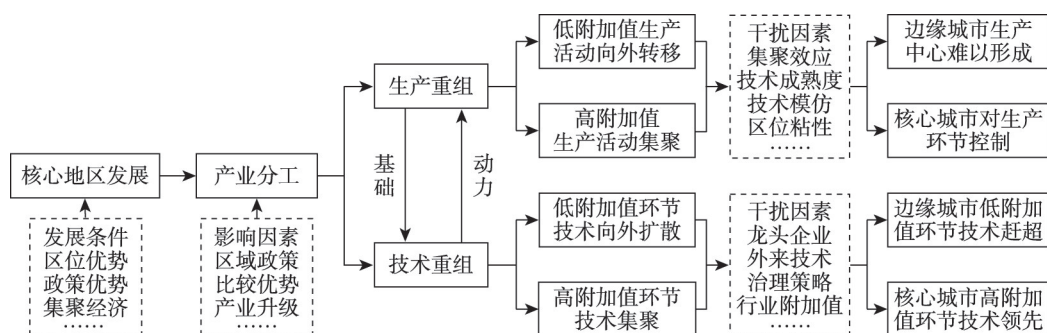 核心地区发展
发展条件
区位优势
政策优势
集聚经济
……
产业分工
影响因素
区域政策
比较优势
产业升级
……
生产重组
基础
动力
技术重组
低附加值生产
活动向外转移
高附加值
生产活动集聚
干扰因素
集聚效应
技术成熟度
技术模仿
区位粘性
……
边缘城市生产
中心难以形成
核心城市对生产
环节控制
低附加值环节
技术向外扩散
高附加值环节
技术集聚
干扰因素
龙头企业
外来技术
治理策略
行业附加值
……
边缘城市低附加
值环节技术赶超
核心城市高附加
值环节技术领先